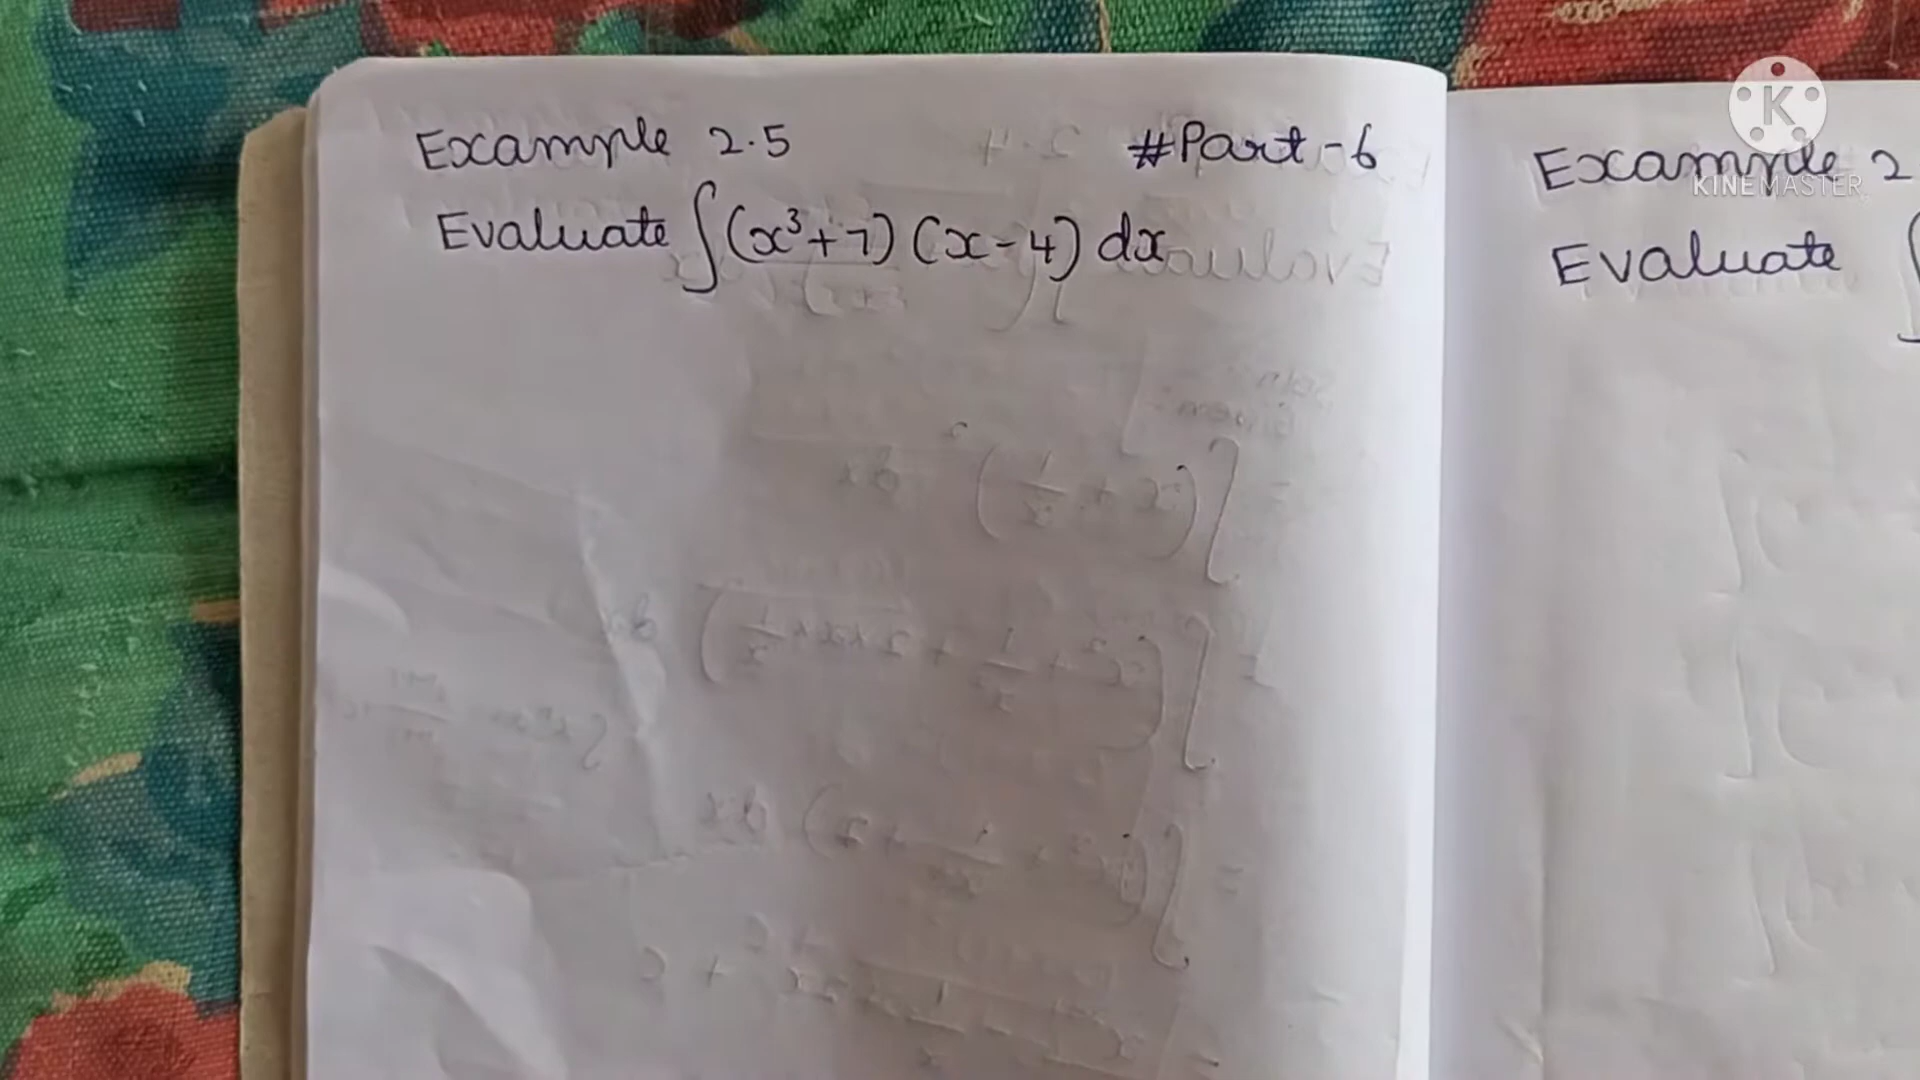 Example 2.5 #Part-6
Evaluate ∫(x³+7)(x-4) dx
Example 2
Evaluate ∫
K
KINEMASTER